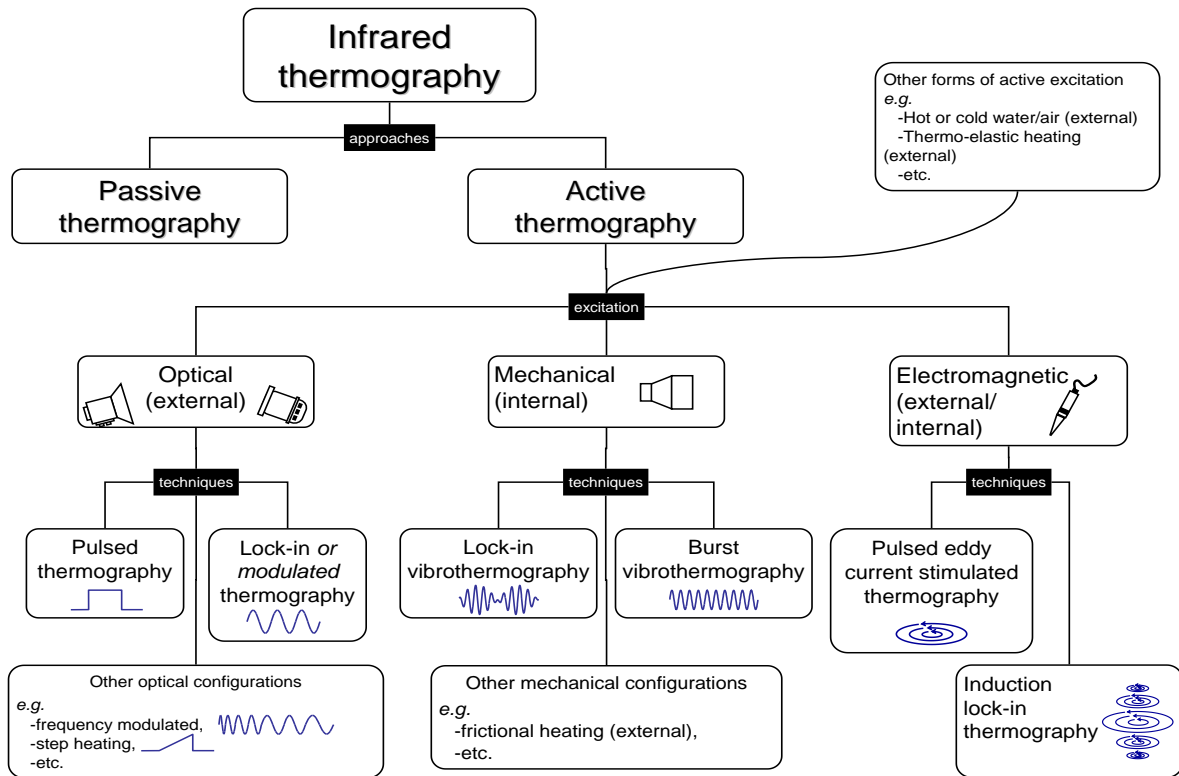 Infrared
thermography
Other forms of active excitation
e.g.
-Hot or cold water/air (external)
-Thermo-elastic heating
(external)
-etc.
approaches
Passive
thermography
Active
thermography
excitation
Optical
(external)
Mechanical
(internal)
Electromagnetic
(external/
internal)
techniques
techniques
techniques
Pulsed
thermography
Lock-in or
modulated
thermography
Lock-in
vibrothermography
Burst
vibrothermography
Pulsed eddy
current stimulated
thermography
Other optical configurations
e.g.
-frequency modulated,
-step heating,
-etc.
Other mechanical configurations
e.g.
-frictional heating (external),
-etc.
Induction
lock-in
thermography